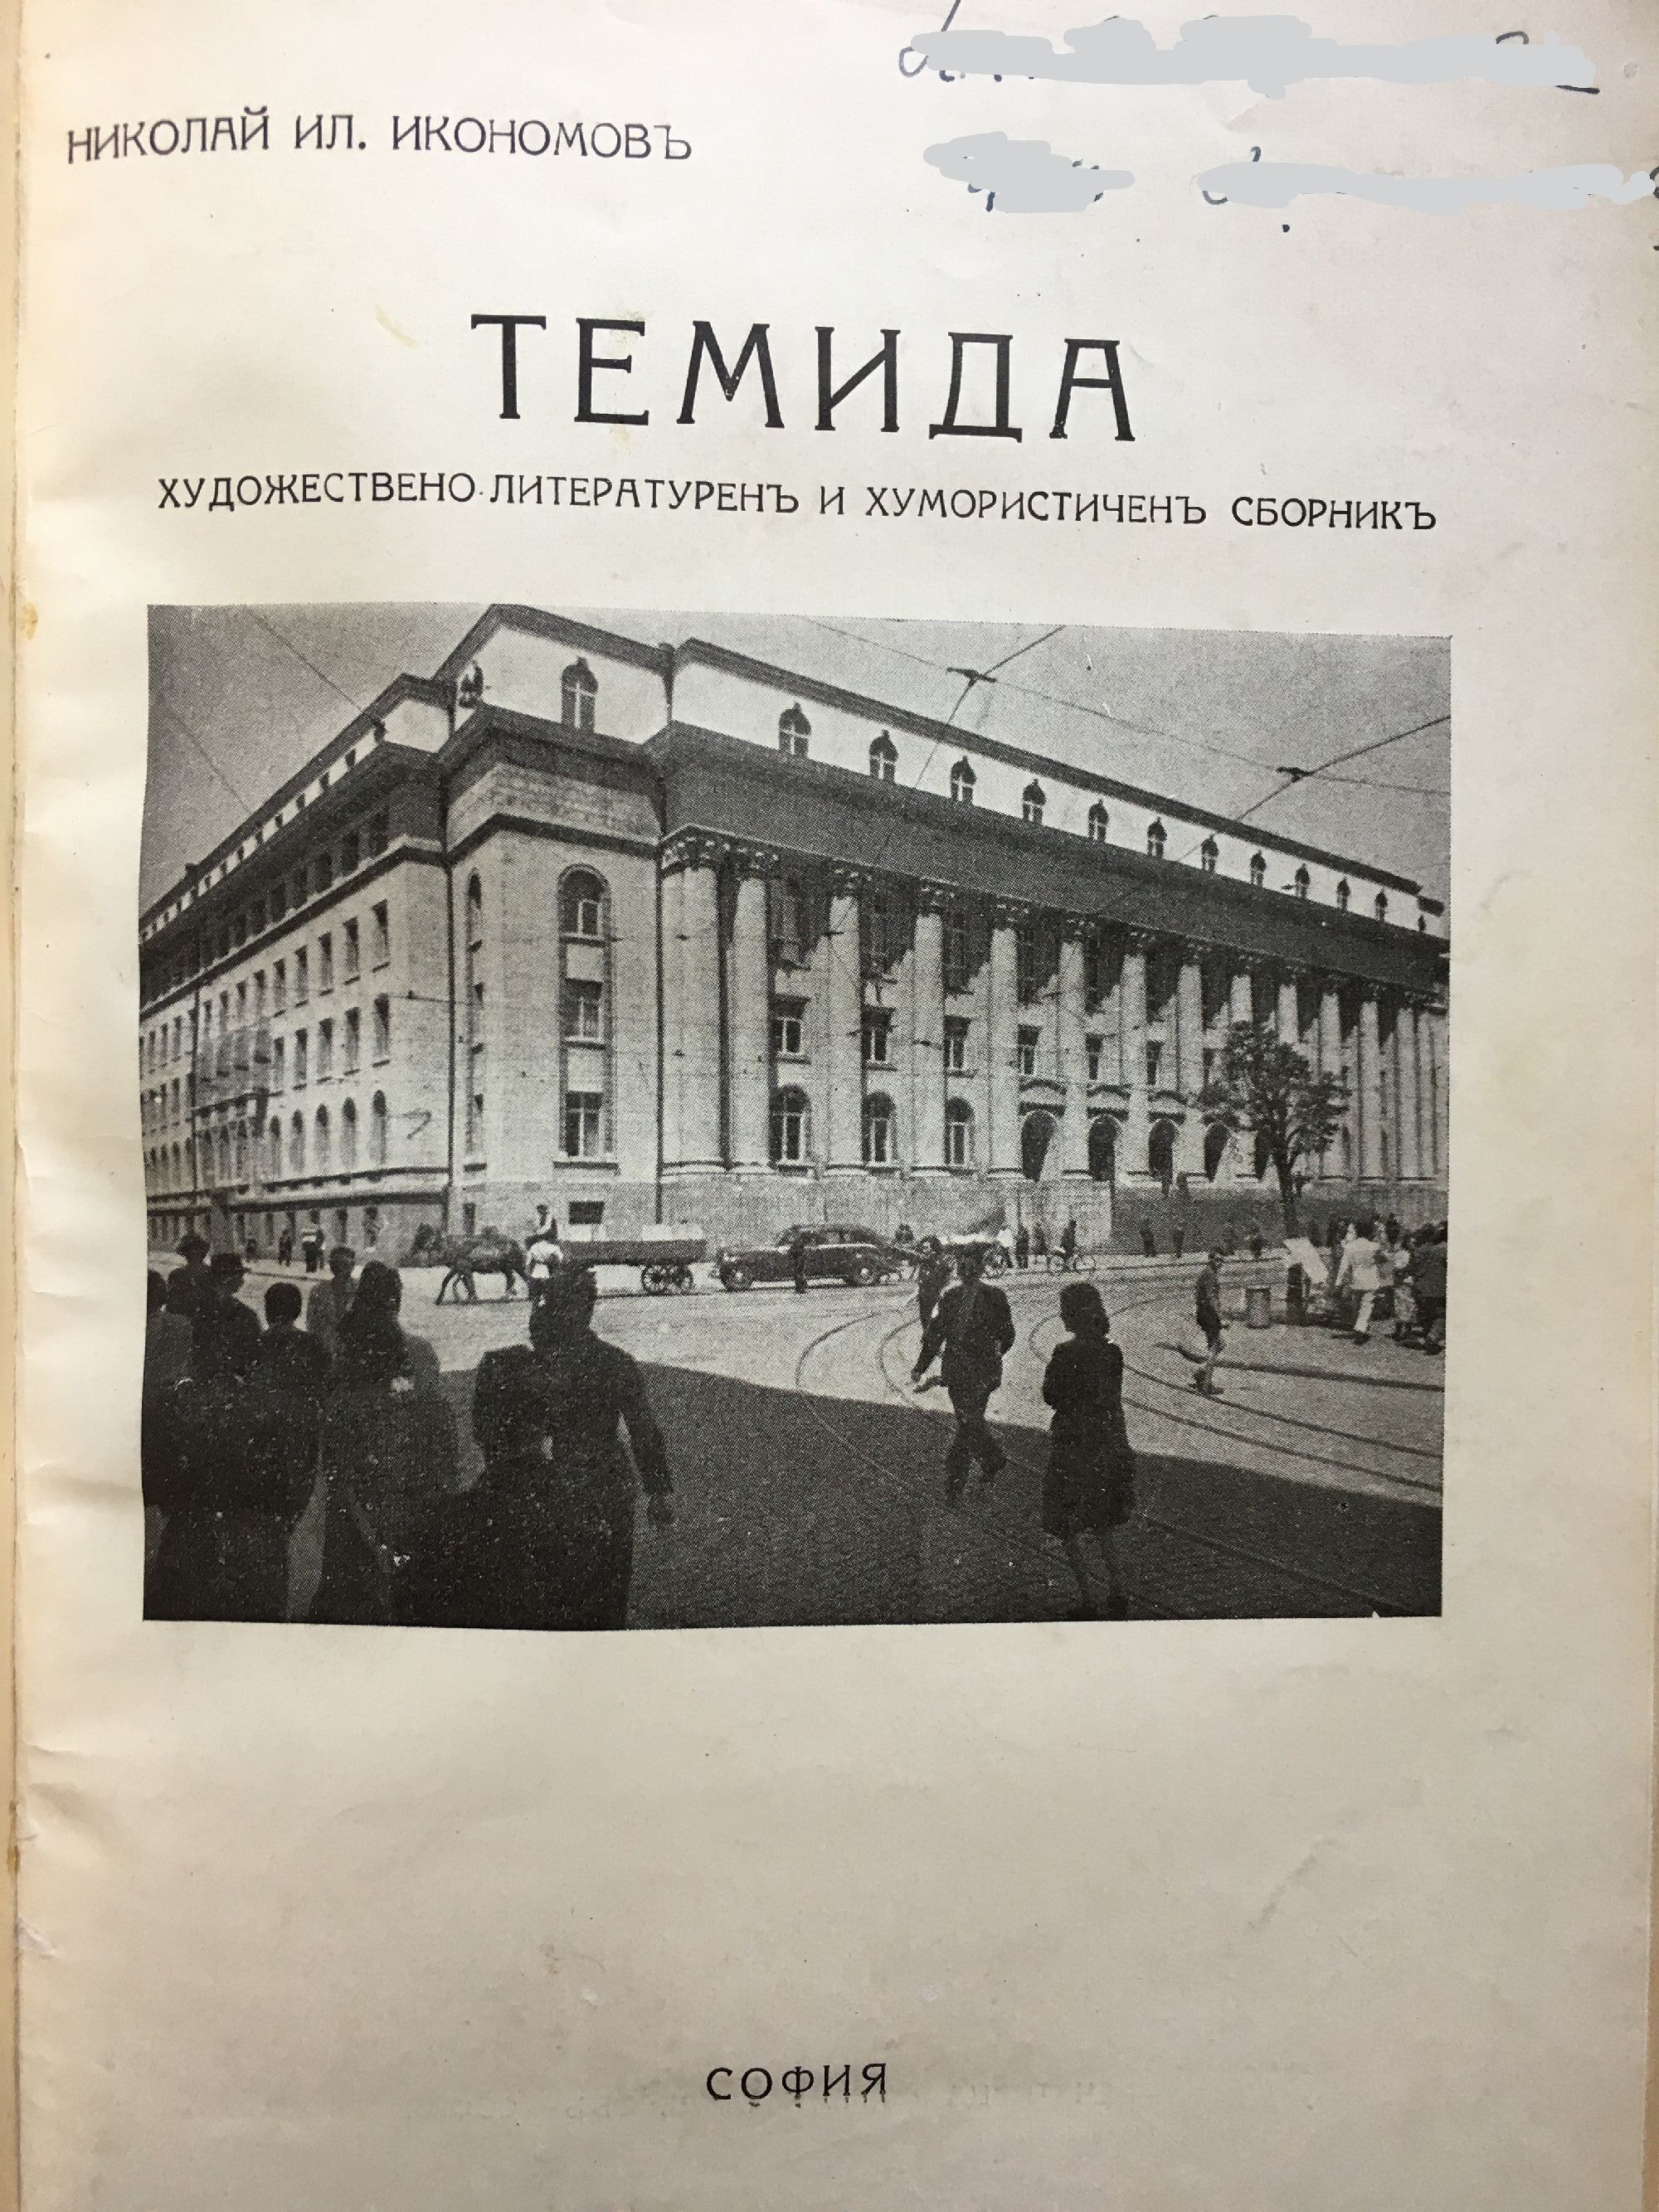 НИКОЛАЙ ИЛ. ИКОНОМОВЪ
ТЕМИДА
ХУДОЖЕСТВЕНО-ЛИТЕРАТУРЕНЪ И ХУМОРИСТИЧЕНЪ СБОРНИКЪ
СОФИЯ